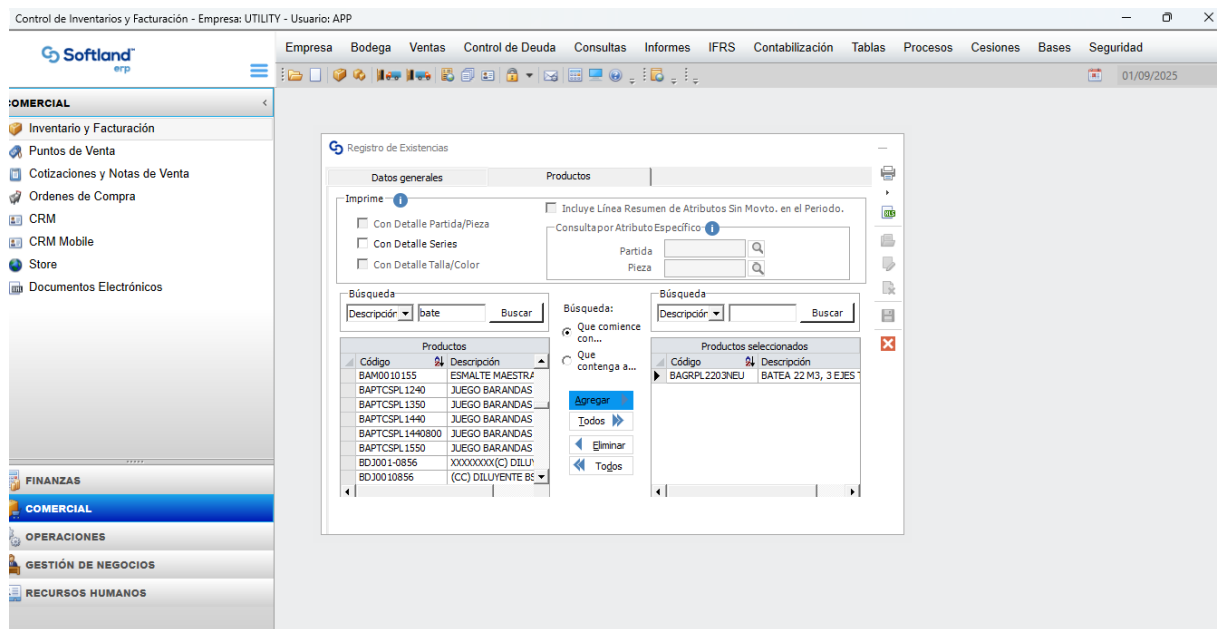 Control de Inventarios y Facturación - Empresa: UTILITY - Usuario: APP
Softland
erp
Empresa Bodega Ventas Control de Deuda Consultas Informes IFRS Contabilización Tablas Procesos Cesiones Bases Seguridad
01/09/2025
COMERCIAL
Inventario y Facturación
Puntos de Venta
Cotizaciones y Notas de Venta
Ordenes de Compra
CRM
CRM Mobile
Store
Documentos Electrónicos
FINANZAS
COMERCIAL
OPERACIONES
GESTIÓN DE NEGOCIOS
RECURSOS HUMANOS
Registro de Existencias
Datos generales Productos
Imprime
Con Detalle Partida/Pieza
Con Detalle Series
Con Detalle Talla/Color
Incluye Línea Resumen de Atributos Sin Movto. en el Periodo.
Consulta por Atributo Específico
Partida
Pieza
Búsqueda
Descripción bate Buscar
Productos
Código Descripción
BAM0010155 ESMALTE MAESTRA
BAPTCSPL1240 JUEGO BARANDAS
BAPTCSPL1350 JUEGO BARANDAS
BAPTCSPL1440 JUEGO BARANDAS
BAPTCSPL1440800 JUEGO BARANDAS
BAPTCSPL1550 JUEGO BARANDAS
BDJ001-0856 XXXXXXXX(C) DILU
BDJ0010856 (CC) DILUYENTE BS
Búsqueda:
Que comience
con...
Que
contenga a...
Agregar
Todos
Eliminar
Todos
Búsqueda
Descripción Buscar
Productos seleccionados
Código Descripción
BAGRPL2203NEU BATEA 22 M3, 3 EJES